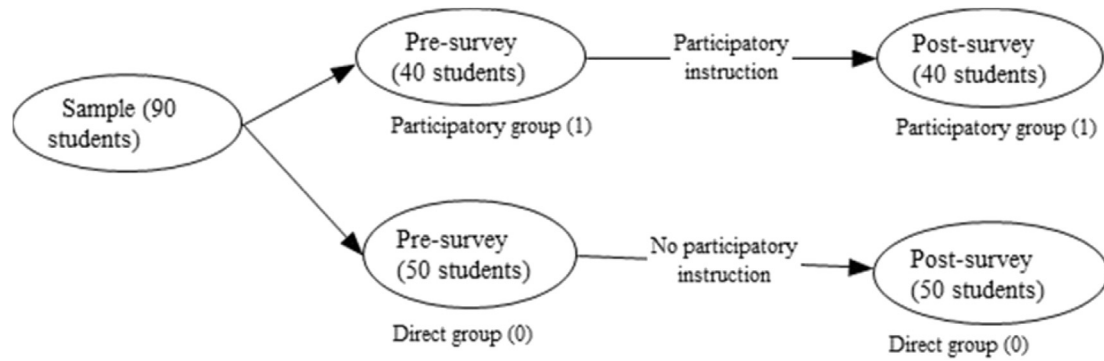 Sample (90
students)
Pre-survey
(40 students)
Participatory group (1)
Participatory
instruction
Post-survey
(40 students)
Participatory group (1)
Pre-survey
(50 students)
Direct group (0)
No participatory
instruction
Post-survey
(50 students)
Direct group (0)